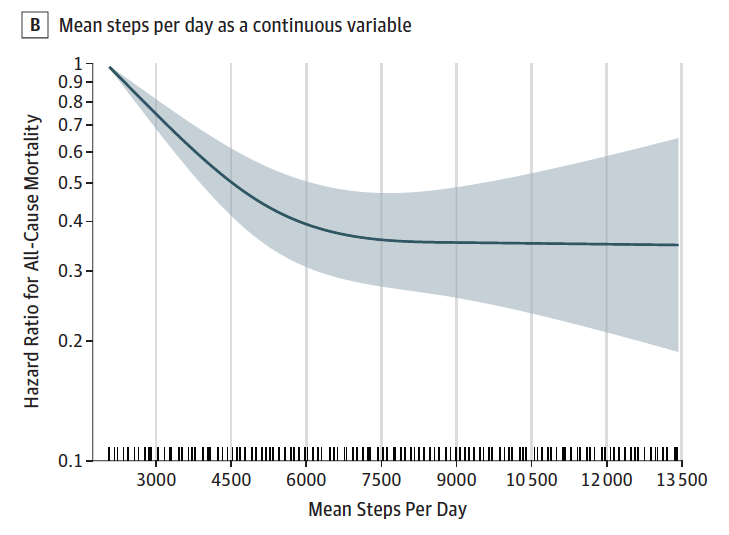 B Mean steps per day as a continuous variable
1
0.9
0.8
0.7
0.6
0.5
0.4
0.3
0.2
0.1
Hazard Ratio for All-Cause Mortality
3000 4500 6000 7500 9000 10 500 12 000 13 500
Mean Steps Per Day